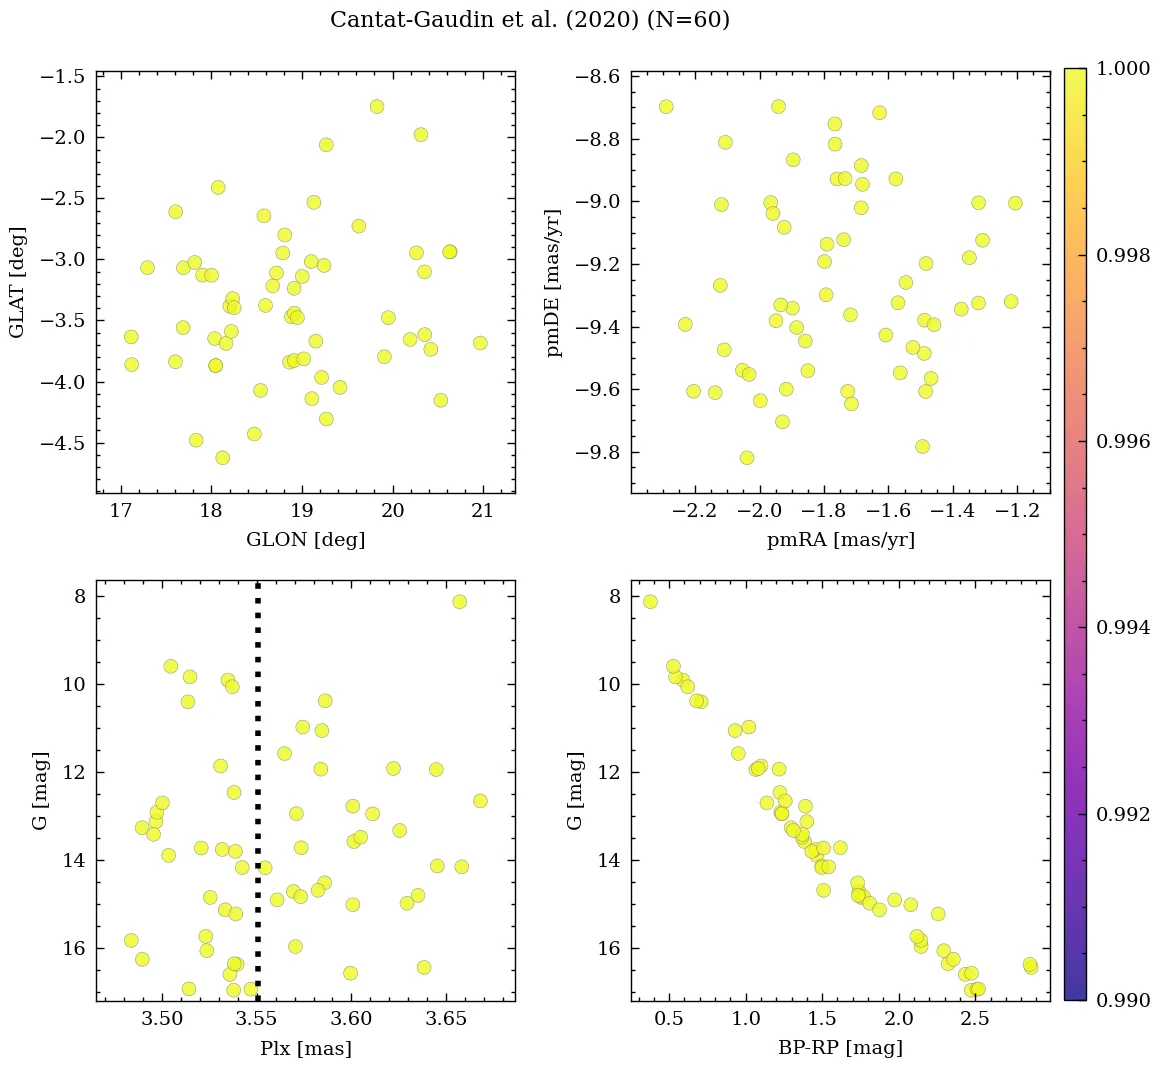 Cantat-Gaudin et al. (2020) (N=60)
−1.5
−2.0
−2.5
−3.0
−3.5
−4.0
−4.5
GLAT [deg]
17 18 19 20 21
GLON [deg]
−8.6
−8.8
−9.0
−9.2
−9.4
−9.6
−9.8
pmDE [mas/yr]
−2.2 −2.0 −1.8 −1.6 −1.4 −1.2
pmRA [mas/yr]
8
10
12
14
16
G [mag]
3.50 3.55 3.60 3.65
Plx [mas]
8
10
12
14
16
G [mag]
0.5 1.0 1.5 2.0 2.5
BP-RP [mag]
1.000
0.998
0.996
0.994
0.992
0.990